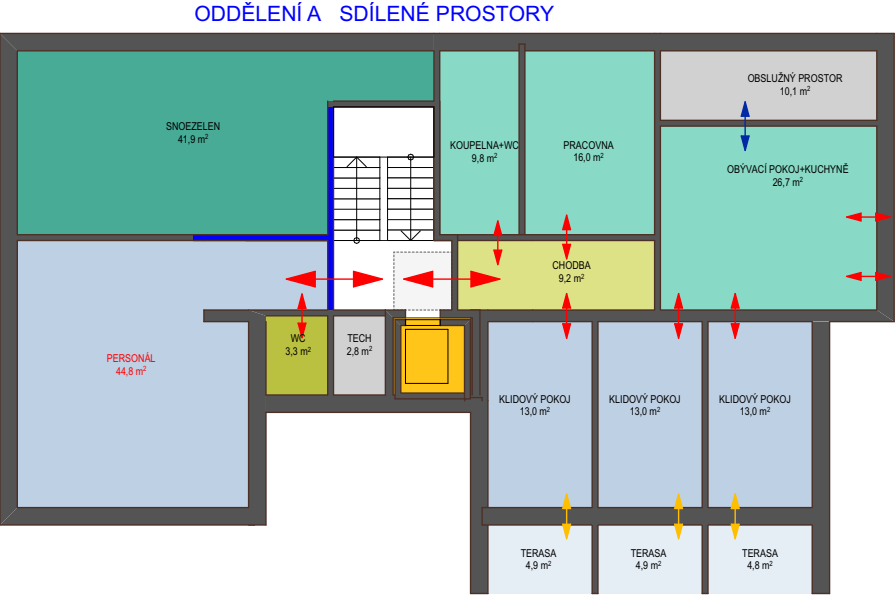 ODDĚLENÍ A SDÍLENÉ PROSTORY
OBSLUŽNÝ PROSTOR
10,1 m²
SNOEZELEN
41,9 m²
KOUPELNA+WC
9,8 m²
PRACOVNA
16,0 m²
OBÝVACÍ POKOJ+KUCHYNĚ
26,7 m²
CHODBA
9,2 m²
PERSONÁL
44,8 m²
WC
3,3 m²
TECH
2,8 m²
KLIDOVÝ POKOJ
13,0 m²
KLIDOVÝ POKOJ
13,0 m²
KLIDOVÝ POKOJ
13,0 m²
TERASA
4,9 m²
TERASA
4,9 m²
TERASA
4,8 m²